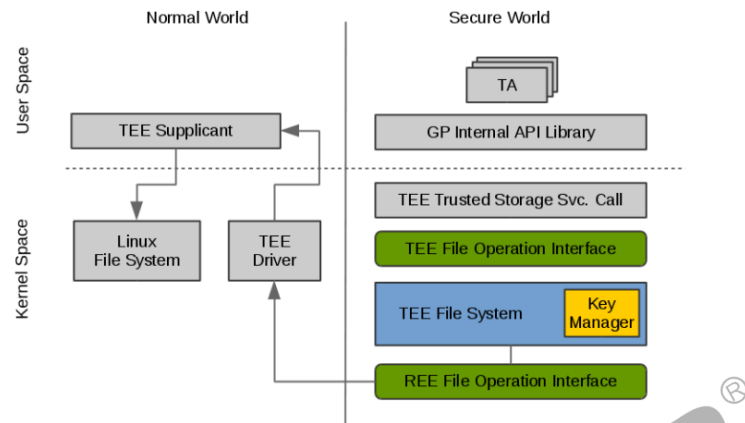 Normal World
Secure World
User Space
TA
TEE Supplicant
GP Internal API Library
Kernel Space
TEE Trusted Storage Svc. Call
Linux
File System
TEE
Driver
TEE File Operation Interface
TEE File System
Key
Manager
REE File Operation Interface
®